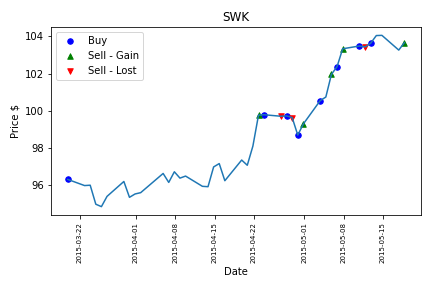 SWK
Buy
Sell - Gain
Sell - Lost
Price $
104
102
100
98
96
2015-03-22
2015-04-01
2015-04-08
2015-04-15
2015-04-22
2015-05-01
2015-05-08
2015-05-15
Date